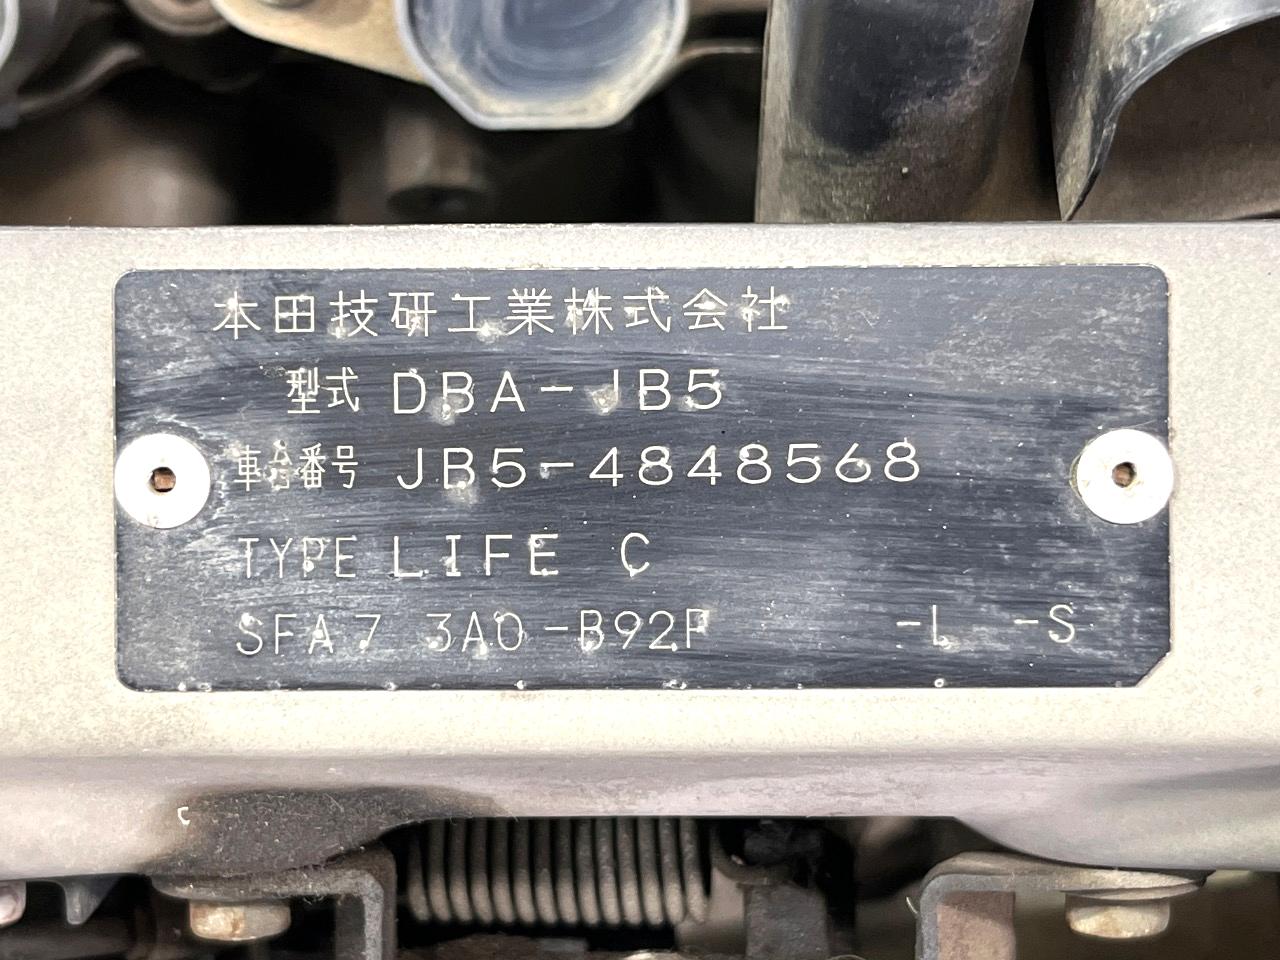 本田技研工業株式会社
型式 DBA-JB5
車台番号 JB5-4848568
TYPE LIFE C
SFA7 3A0-B92P -L -S